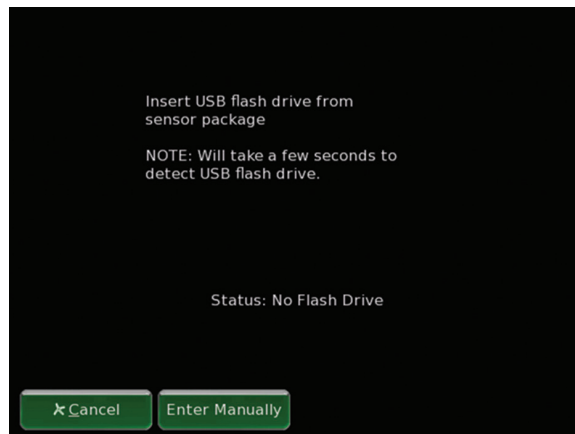 Insert USB flash drive from
sensor package
NOTE: Will take a few seconds to
detect USB flash drive.
Status: No Flash Drive
Cancel
Enter Manually